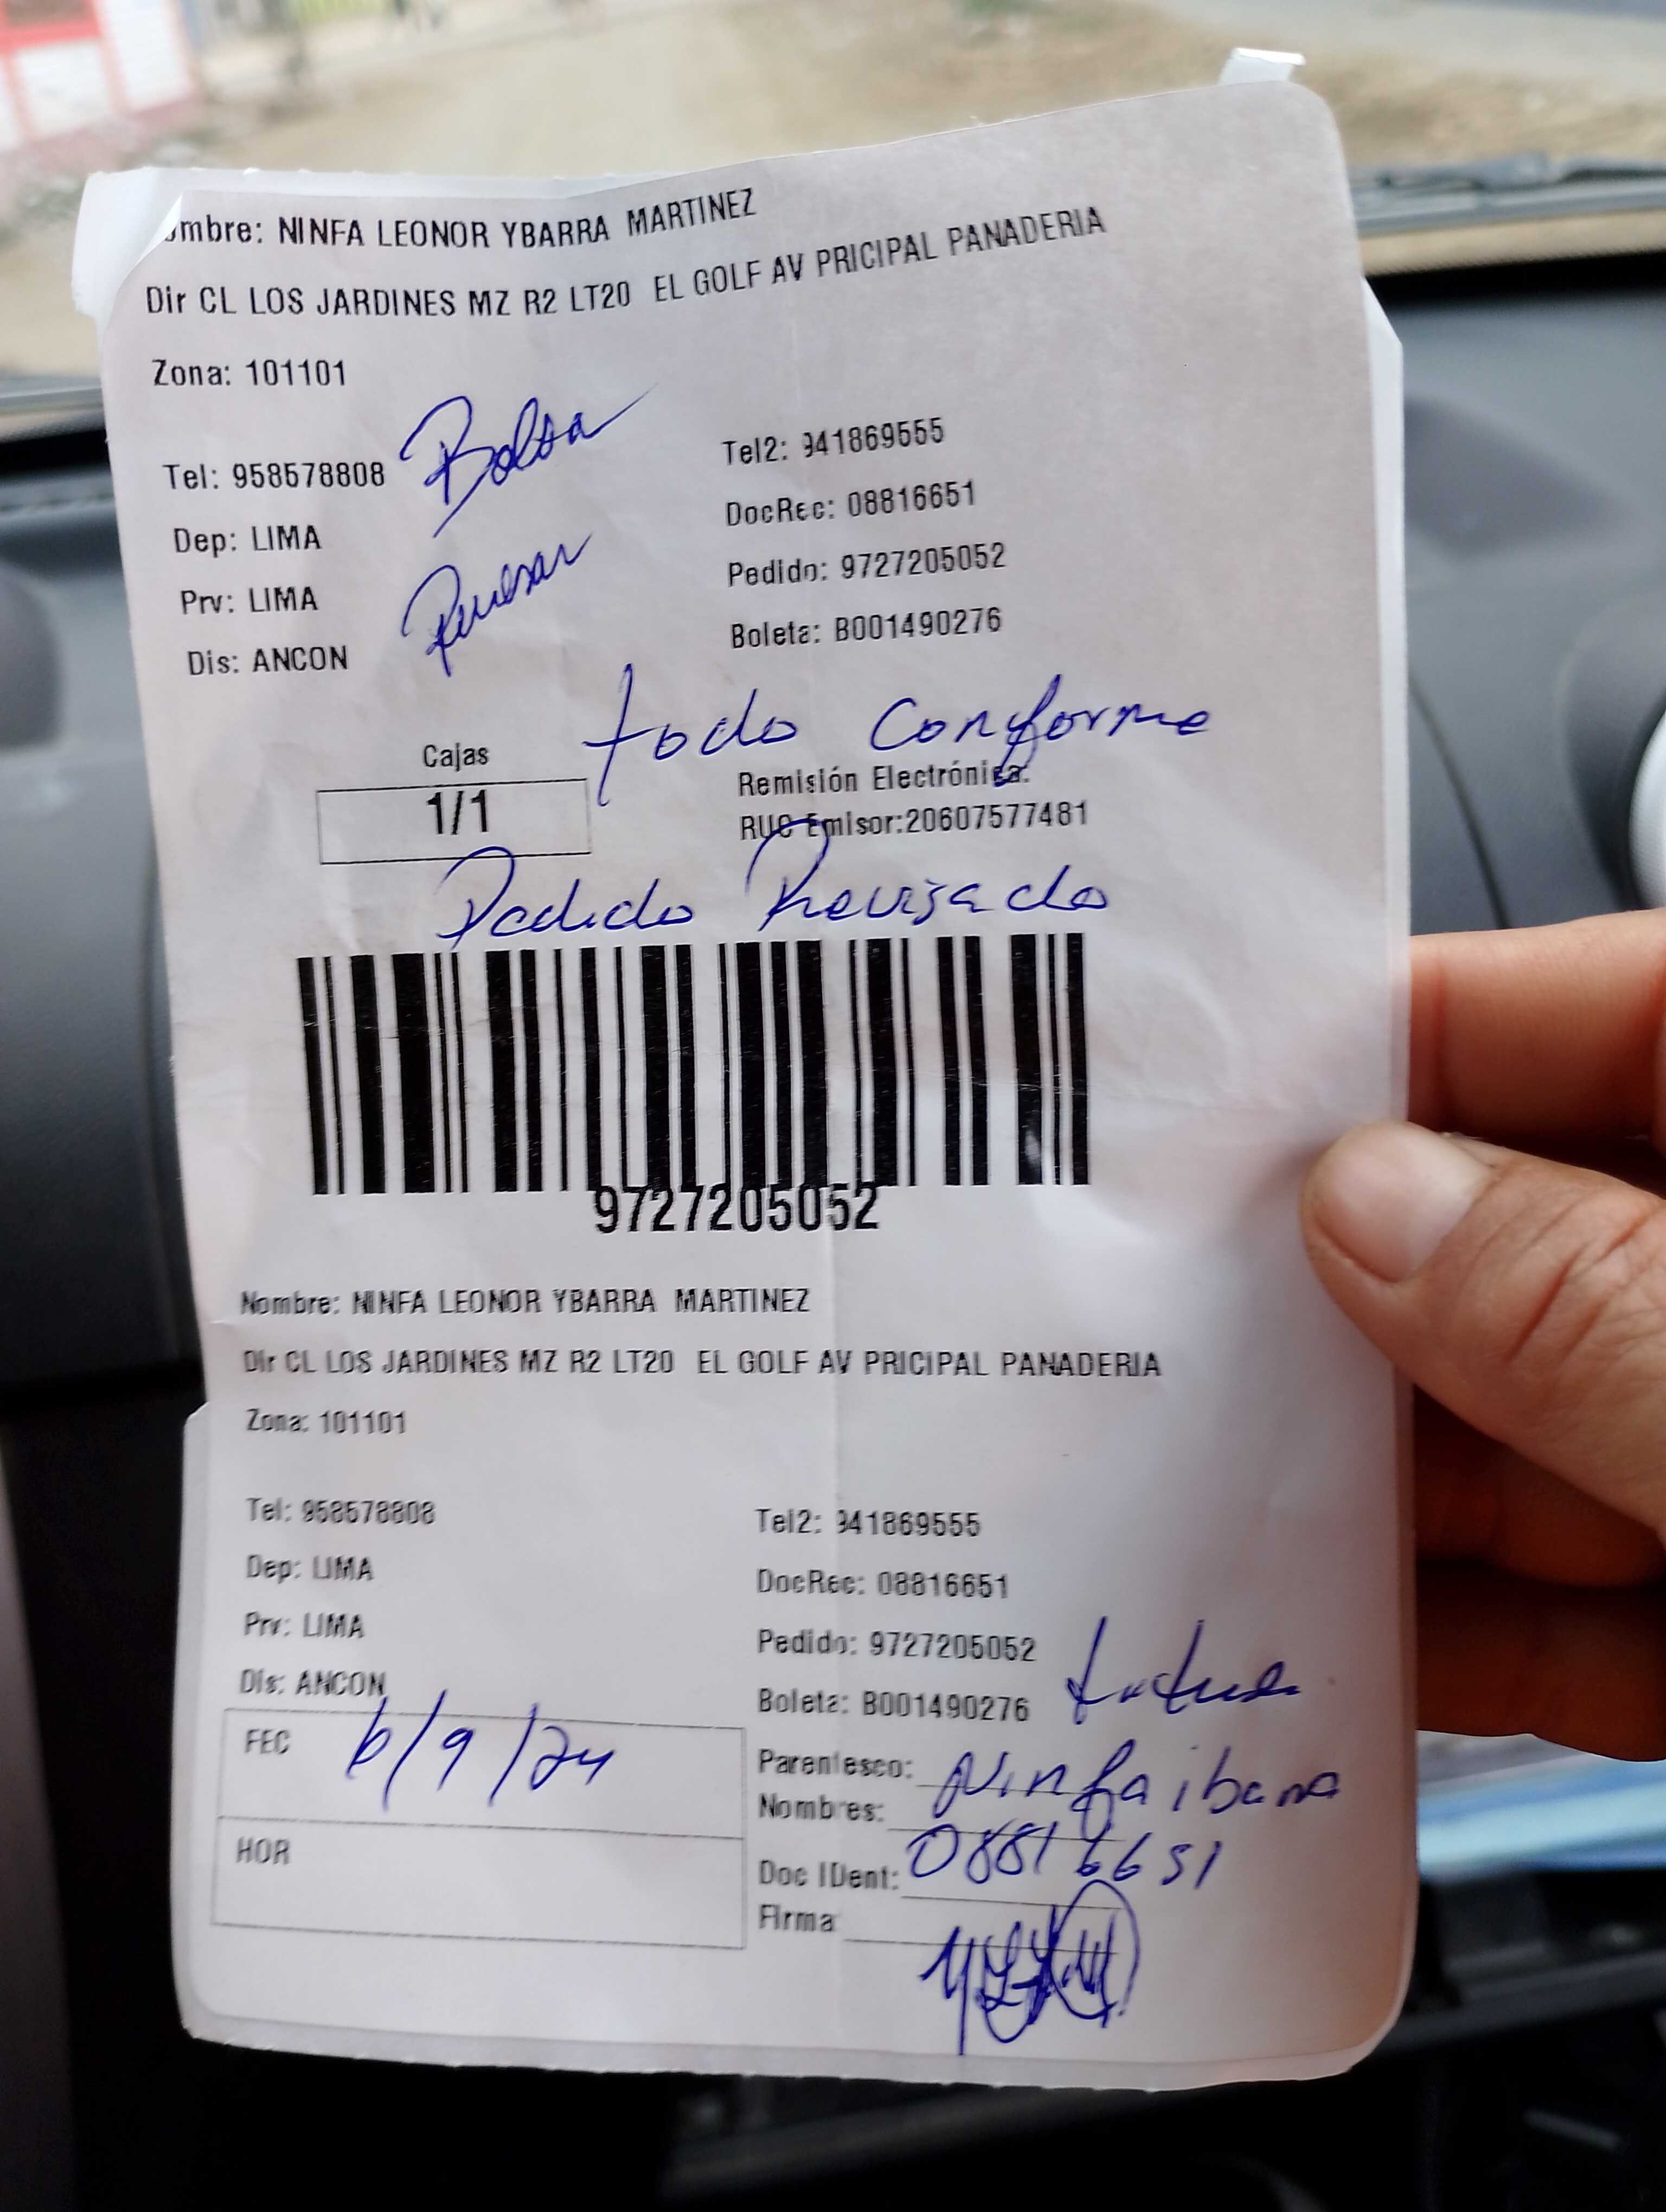 ombre: NINFA LEONOR YBARRA MARTINEZ
Dir CL LOS JARDINES MZ R2 LT20 EL GOLF AV PRICIPAL PANADERIA
Zona: 101101
Bolsa
Tel: 958578808 Tel2: 941869555
Dep: LIMA DocRec: 08816651
Prv: LIMA Pedido: 9727205052
Dis: ANCON Boleta: B001490276
todo conforme
Cajas Remisión Electrónica:
1/1 RUC Emisor:20607577481
Pedido Revisado
9727205052
Nombre: NINFA LEONOR YBARRA MARTINEZ
Dir CL LOS JARDINES MZ R2 LT20 EL GOLF AV PRICIPAL PANADERIA
Zona: 101101
Tel: 958578808 Tel2: 941869555
Dep: LIMA DocRec: 08816651
Prv: LIMA Pedido: 9727205052
Dis: ANCON Boleta: B001490276
FEC 6/9/24 Parentesco:
Nombres: Ninfa ibarra
HOR Doc IDent: 08816651
Firma